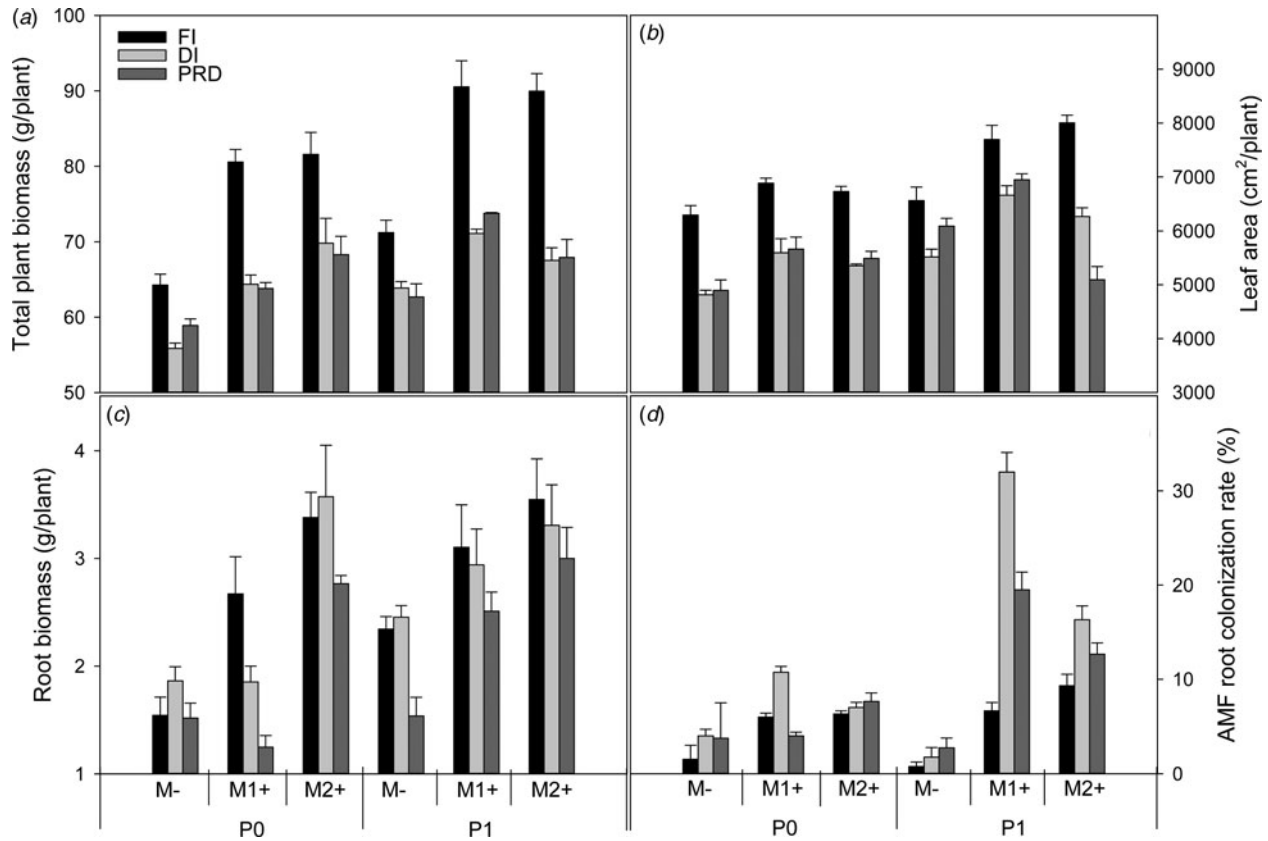 (a)
100
90
80
70
60
50
Total plant biomass (g/plant)
FI
DI
PRD
(b)
9000
8000
7000
6000
5000
4000
3000
Leaf area (cm²/plant)
(c)
4
3
2
1
Root biomass (g/plant)
(d)
30
20
10
0
AMF root colonization rate (%)
M- M1+ M2+ M- M1+ M2+
P0 P1
M- M1+ M2+ M- M1+ M2+
P0 P1